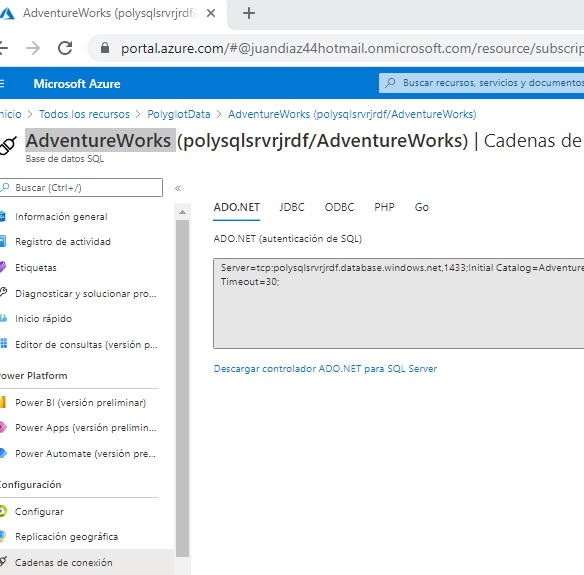 AdventureWorks (polysqlsrvrjrdf/
portal.azure.com/#@juandiaz44hotmail.onmicrosoft.com/resource/subscrip
Microsoft Azure
Buscar recursos, servicios y documentos
nicio > Todos los recursos > PolyglotData > AdventureWorks (polysqlsrvrjrdf/AdventureWorks)
AdventureWorks (polysqlsrvrjrdf/AdventureWorks) | Cadenas de
Base de datos SQL
Buscar (Ctrl+/)
«
Información general
Registro de actividad
Etiquetas
Diagnosticar y solucionar pro...
Inicio rápido
Editor de consultas (versión p...
ower Platform
Power BI (versión preliminar)
Power Apps (versión prelimin...
Power Automate (versión pre...
onfiguración
Configurar
Replicación geográfica
Cadenas de conexión
ADO.NET JDBC ODBC PHP Go
ADO.NET (autenticación de SQL)
Server=tcp:polysqlsrvrjrdf.database.windows.net,1433;Initial Catalog=Adventure
Timeout=30;
Descargar controlador ADO.NET para SQL Server